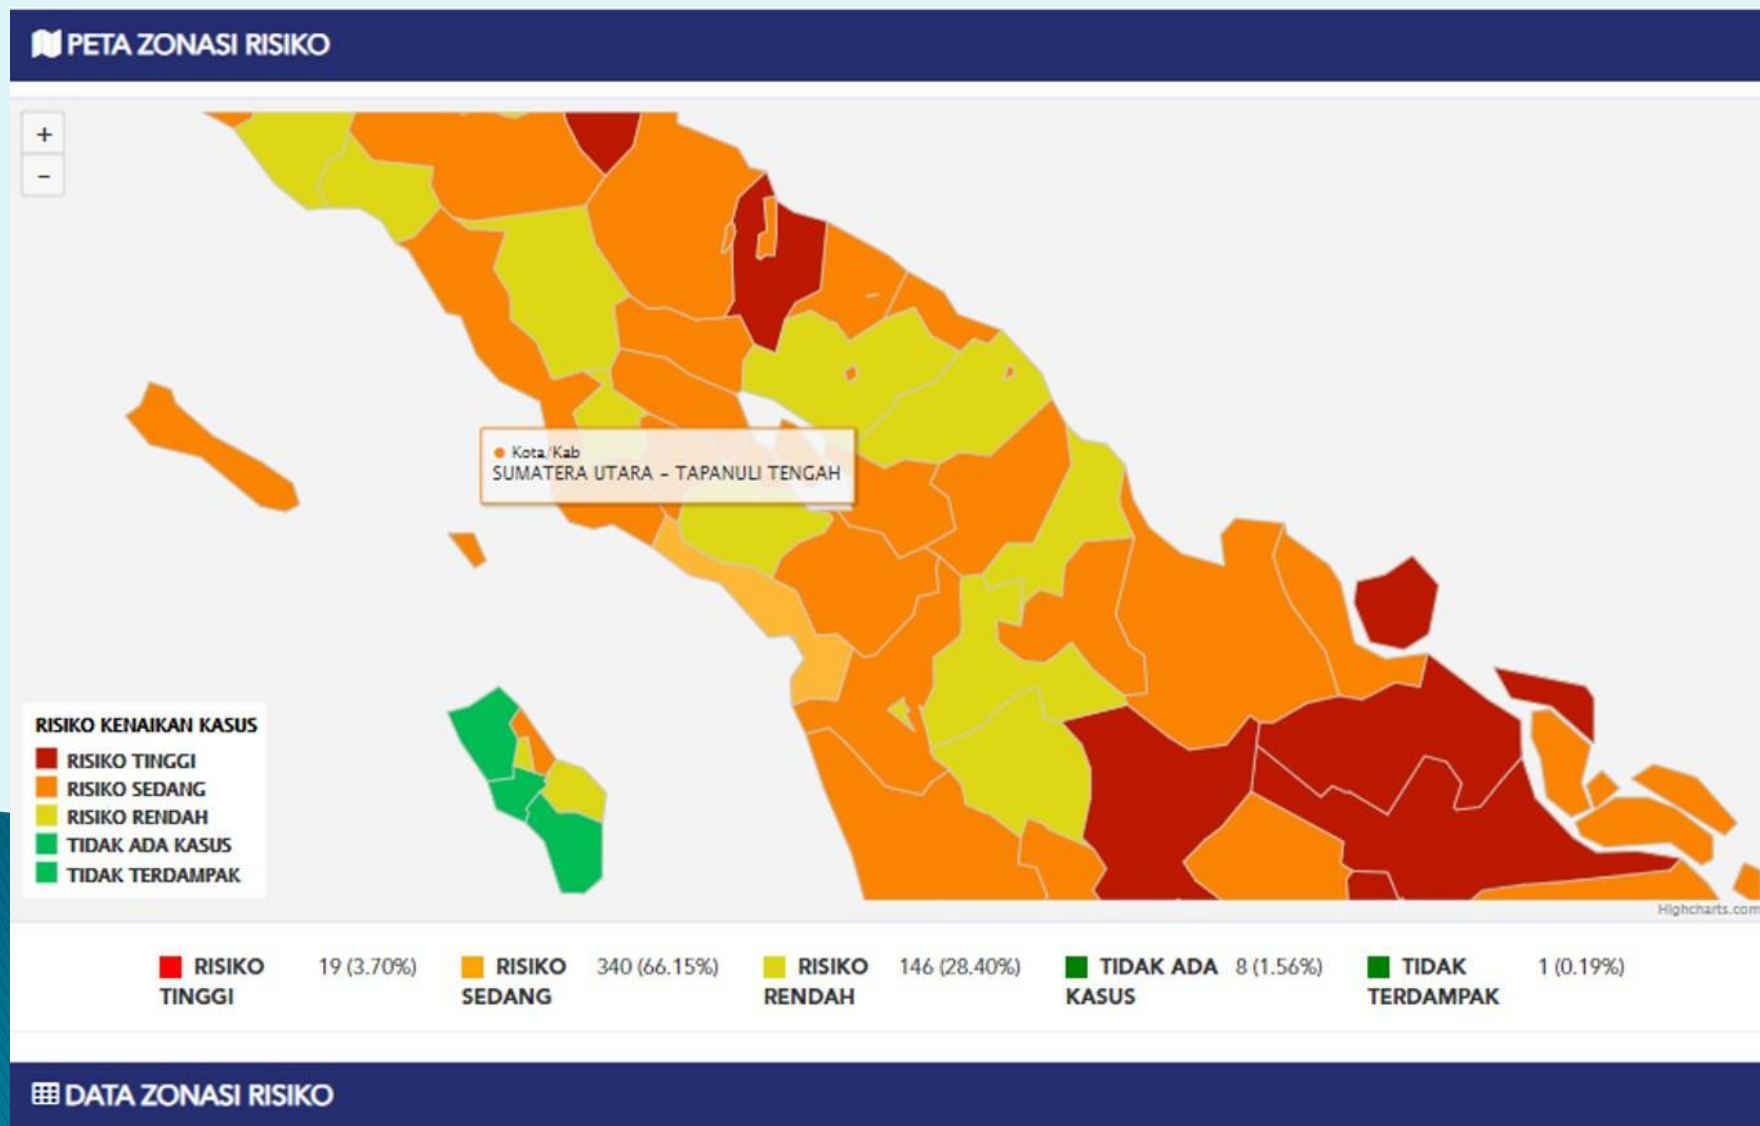 PETA ZONASI RISIKO
+
−
Kota/Kab
SUMATERA UTARA – TAPANULI TENGAH
RISIKO KENAIKAN KASUS
RISIKO TINGGI
RISIKO SEDANG
RISIKO RENDAH
TIDAK ADA KASUS
TIDAK TERDAMPAK
Highcharts.com
RISIKO TINGGI 19 (3.70%)
RISIKO SEDANG 340 (66.15%)
RISIKO RENDAH 146 (28.40%)
TIDAK ADA KASUS 8 (1.56%)
TIDAK TERDAMPAK 1 (0.19%)
DATA ZONASI RISIKO